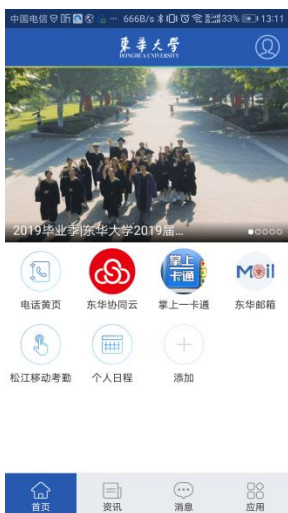 中国电信 666B/s 33% 13:11
東華大學
DONGHUA UNIVERSITY
2019毕业季|东华大学2019届...
电话黄页 东华协同云 掌上一卡通 东华邮箱
掌上
卡通
M@il
松江移动考勤 个人日程 添加
首页 资讯 消息 应用